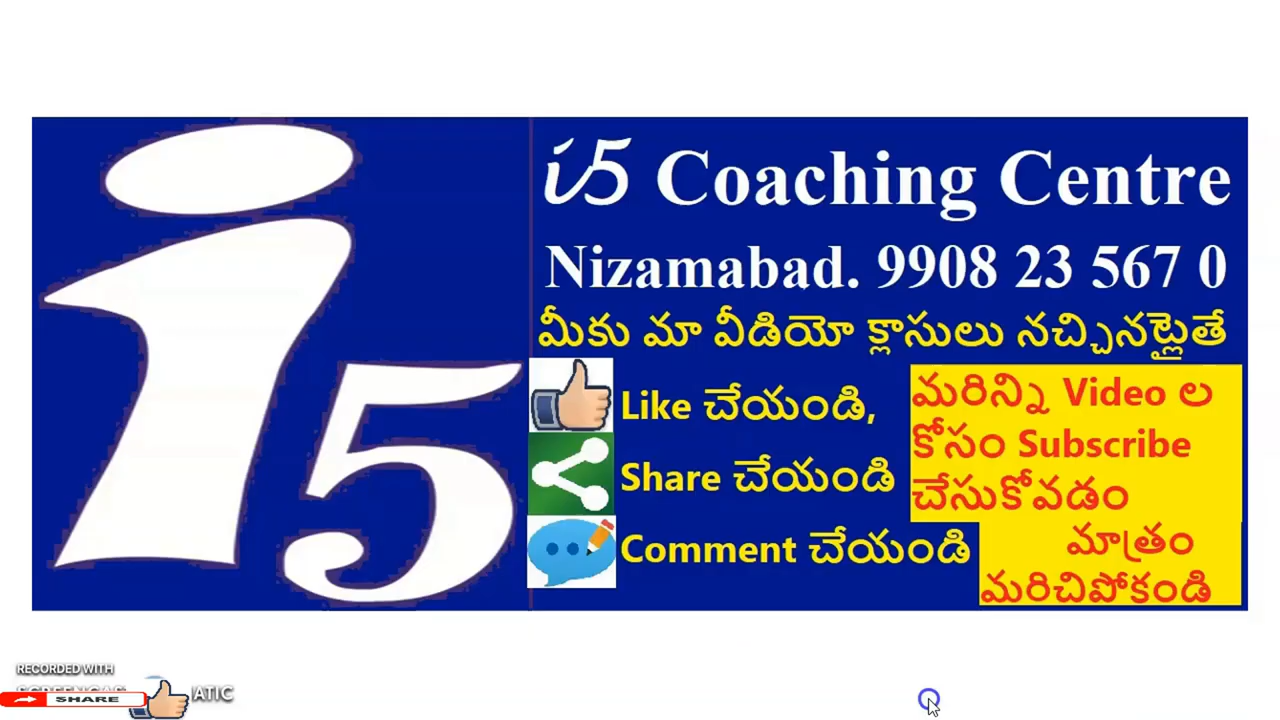 i5
i5 Coaching Centre
Nizamabad. 9908 23 567 0
మీకు మా వీడియో క్లాసులు నచ్చినట్లైతే
Like చేయండి,
Share చేయండి
Comment చేయండి
మరిన్ని Video ల
కోసం Subscribe
చేసుకోవడం
మాత్రం
మరిచిపోకండి
RECORDED WITH
ATIC
SHARE